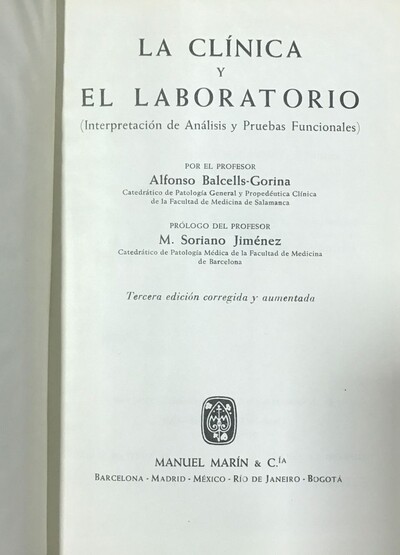 LA CLÍNICA
Y
EL LABORATORIO
(Interpretación de Análisis y Pruebas Funcionales)
POR EL PROFESOR
Alfonso Balcells-Gorina
Catedrático de Patología General y Propedéutica Clínica
de la Facultad de Medicina de Salamanca
PRÓLOGO DEL PROFESOR
M. Soriano Jiménez
Catedrático de Patología Médica de la Facultad de Medicina
de Barcelona
Tercera edición corregida y aumentada
MANUEL MARÍN & C.ÍA
BARCELONA - MADRID - MÉXICO - RÍO DE JANEIRO - BOGOTÁ